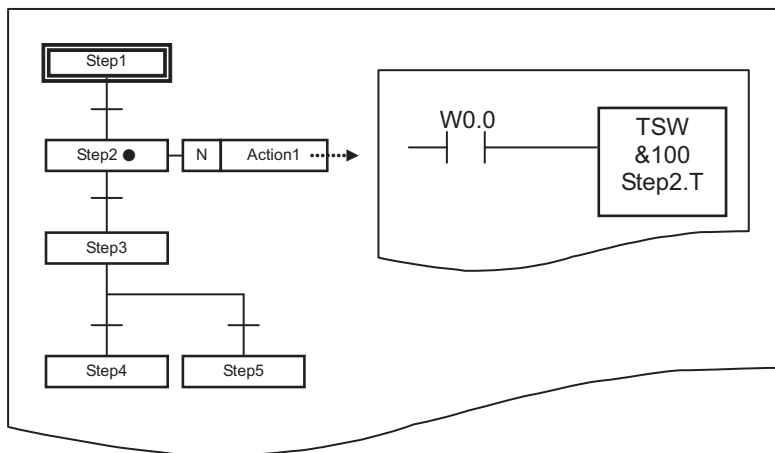 Step1
Step2
N
Action1
Step3
Step4
Step5
W0.0
TSW
&100
Step2.T